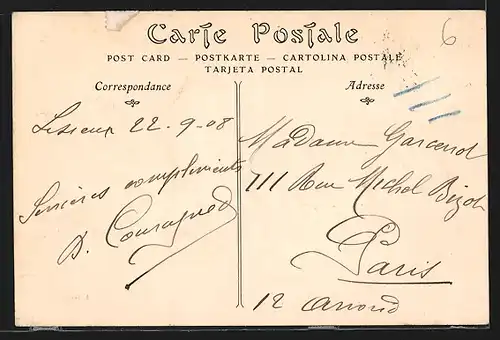 Carte Postale
POST CARD — POSTKARTE — CARTOLINA POSTALE
TARJETA POSTAL
Correspondance
Adresse
6
Lisieux 22-9-08
Sincères compliments
Madame
111 Rue Michel Bizot
Paris
12 arrond